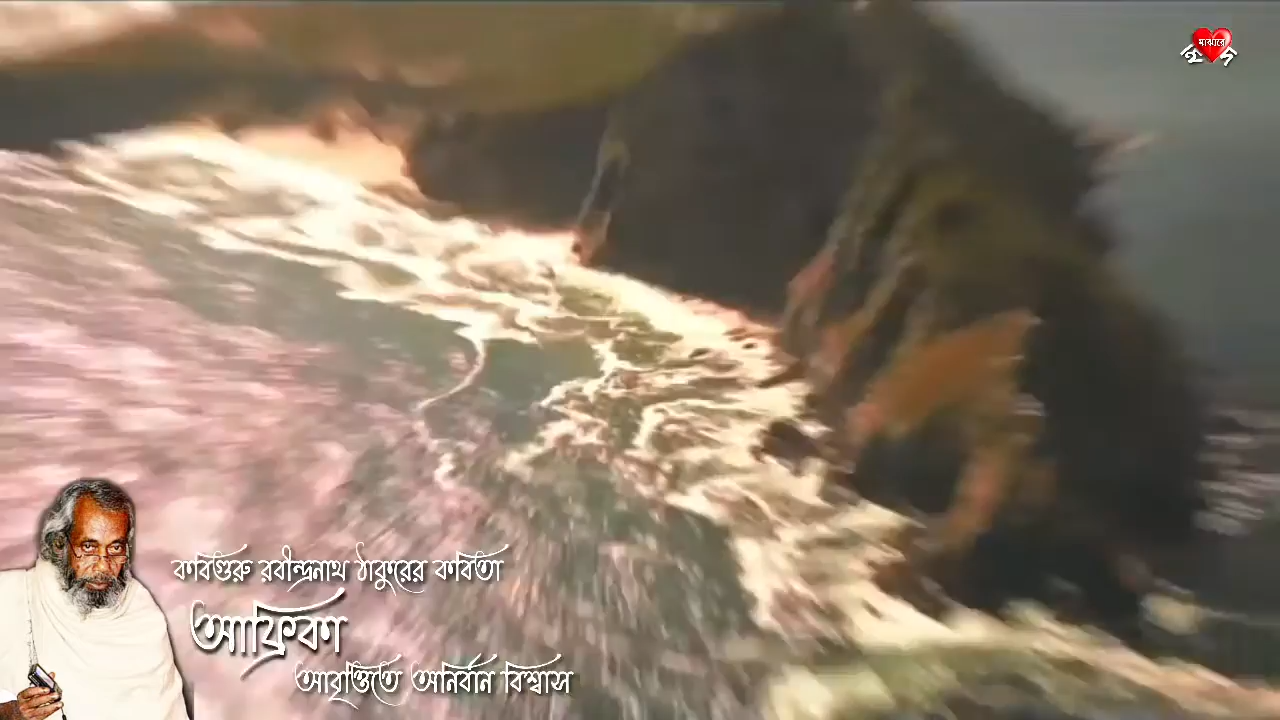 মাঝারে
হৃদ
কবিগুরু রবীন্দ্রনাথ ঠাকুরের কবিতা
আফ্রিকা
আবৃত্তিতে অনির্বান বিশ্বাস